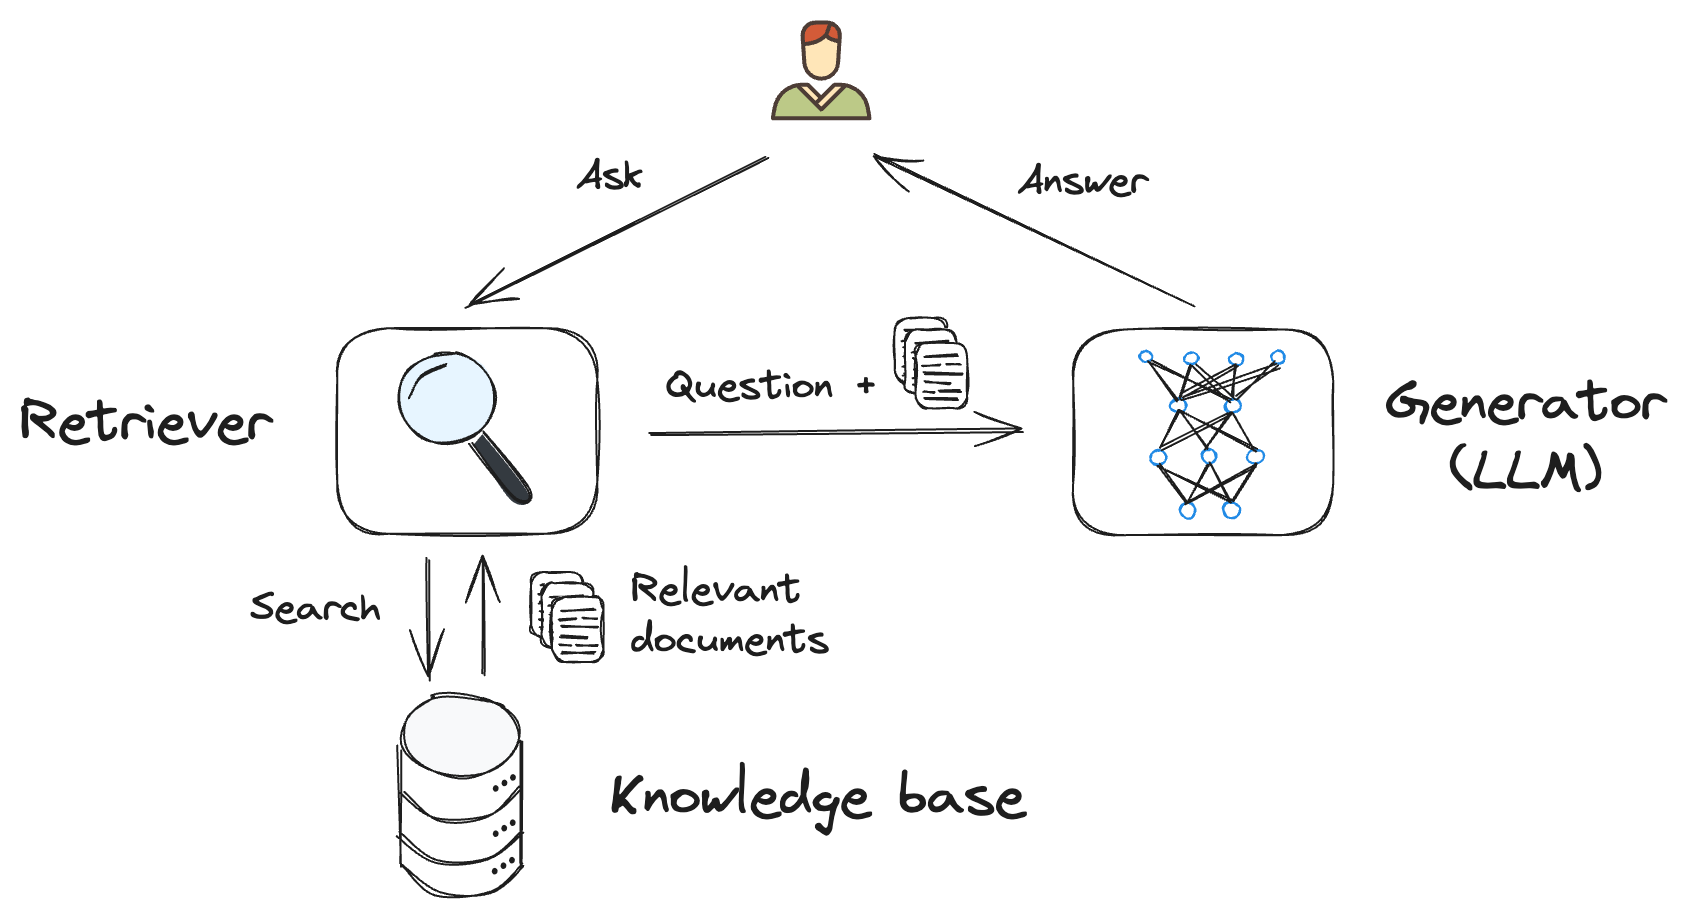 Ask
Answer
Retriever
Question +
Generator
(LLM)
Search
Relevant
documents
Knowledge base